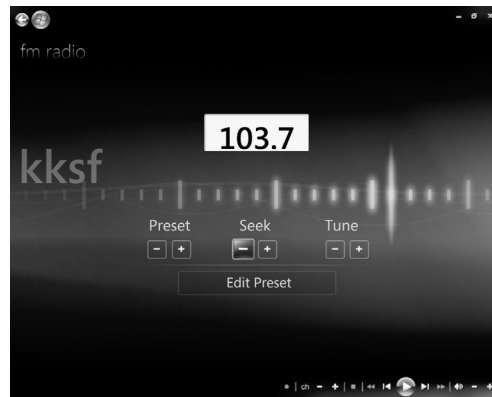 fm radio
103.7
kksf
Preset Seek Tune
- + - + - +
Edit Preset
ch - + - +